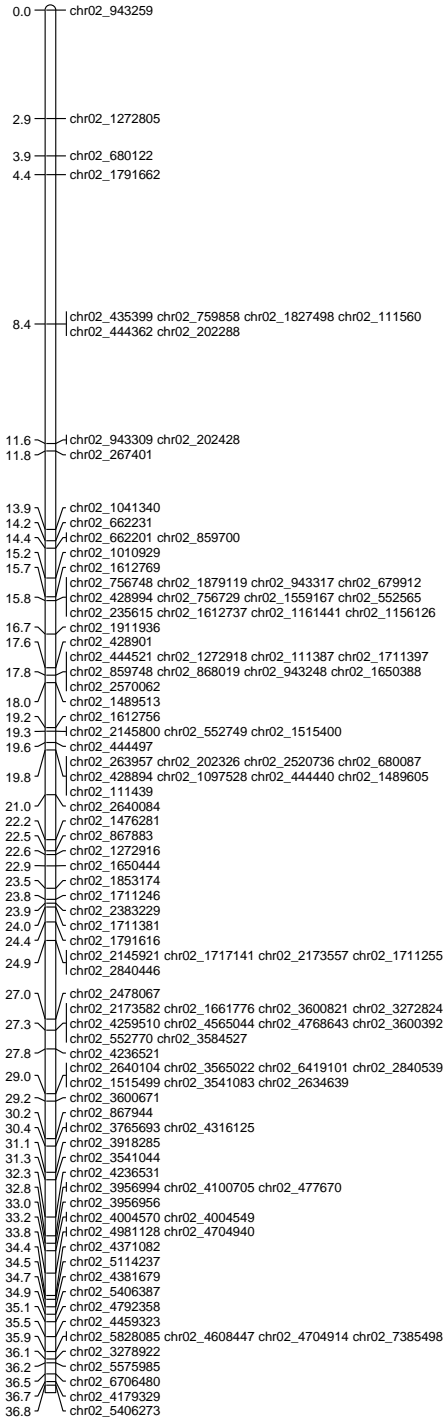 0.0 chr02_943259
2.9 chr02_1272805
3.9 chr02_680122
4.4 chr02_1791662
chr02_435399 chr02_759858 chr02_1827498 chr02_111560
8.4
chr02_444362 chr02_202288
11.6 chr02_943309 chr02_202428
11.8 chr02_267401
13.9 chr02_1041340
14.2 chr02_662231
14.4 chr02_662201 chr02_859700
15.2 chr02_1010929
15.7 chr02_1612769
chr02_756748 chr02_1879119 chr02_943317 chr02_679912
15.8 chr02_428994 chr02_756729 chr02_1559167 chr02_552565
chr02_235615 chr02_1612737 chr02_1161441 chr02_1156126
16.7 chr02_1911936
17.6 chr02_428901
chr02_444521 chr02_1272918 chr02_111387 chr02_1711397
17.8 chr02_859748 chr02_868019 chr02_943248 chr02_1650388
chr02_2570062
18.0 chr02_1489513
19.2 chr02_1612756
19.3 chr02_2145800 chr02_552749 chr02_1515400
19.6 chr02_444497
chr02_263957 chr02_202326 chr02_2520736 chr02_680087
19.8 chr02_428894 chr02_1097528 chr02_444440 chr02_1489605
chr02_111439
21.0 chr02_2640084
22.2 chr02_1476281
22.5 chr02_867883
22.6 chr02_1272916
22.9 chr02_1650444
23.5 chr02_1853174
23.8 chr02_1711246
23.9 chr02_2383229
24.0 chr02_1711381
24.4 chr02_1791616
chr02_2145921 chr02_1717141 chr02_2173557 chr02_1711255
24.9
chr02_2840446
27.0 chr02_2478067
chr02_2173582 chr02_1661776 chr02_3600821 chr02_3272824
27.3 chr02_4259510 chr02_4565044 chr02_4768643 chr02_3600392
chr02_552770 chr02_3584527
27.8 chr02_4236521
chr02_2640104 chr02_3565022 chr02_6419101 chr02_2840539
29.0
chr02_1515499 chr02_3541083 chr02_2634639
29.2 chr02_3600671
30.2 chr02_867944
30.4 chr02_3765693 chr02_4316125
31.1 chr02_3918285
31.3 chr02_3541044
32.3 chr02_4236531
32.8 chr02_3956994 chr02_4100705 chr02_477670
33.0 chr02_3956956
33.2 chr02_4004570 chr02_4004549
33.8 chr02_4981128 chr02_4704940
34.4 chr02_4371082
34.5 chr02_5114237
34.7 chr02_4381679
34.9 chr02_5406387
35.1 chr02_4792358
35.5 chr02_4459323
35.9 chr02_5828085 chr02_4608447 chr02_4704914 chr02_7385498
36.1 chr02_3278922
36.2 chr02_5575985
36.5 chr02_6706480
36.7 chr02_4179329
36.8 chr02_5406273